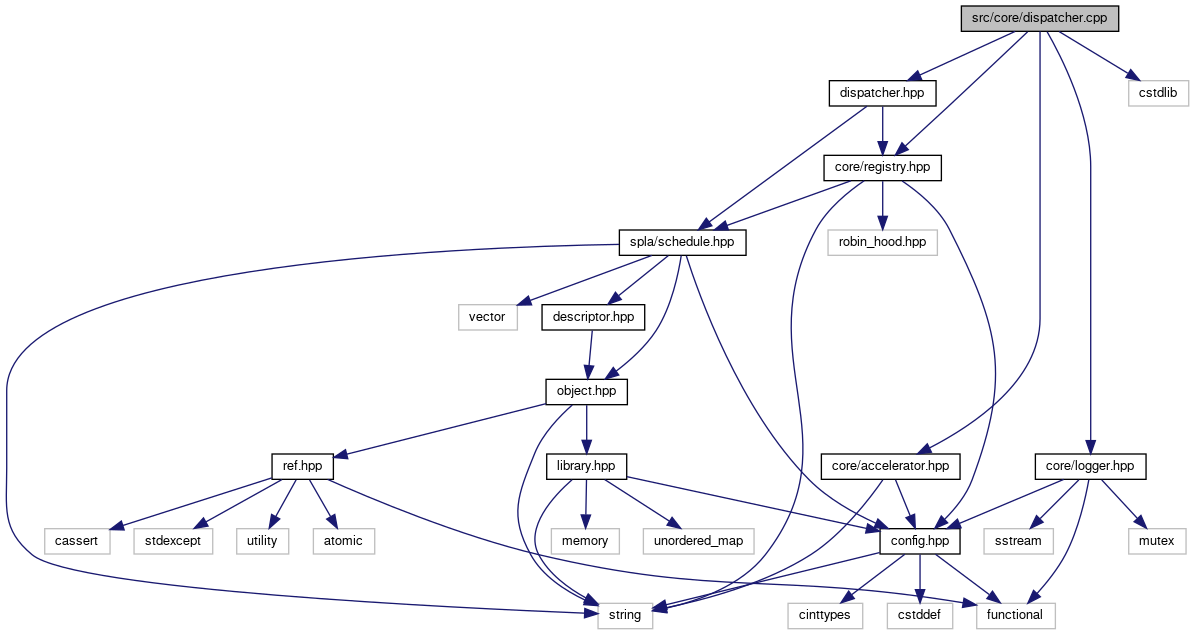 src/core/dispatcher.cpp
dispatcher.hpp
cstdlib
core/registry.hpp
spla/schedule.hpp
robin_hood.hpp
vector
descriptor.hpp
object.hpp
ref.hpp
library.hpp
core/accelerator.hpp
core/logger.hpp
cassert
stdexcept
utility
atomic
memory
unordered_map
config.hpp
sstream
mutex
string
cinttypes
cstddef
functional